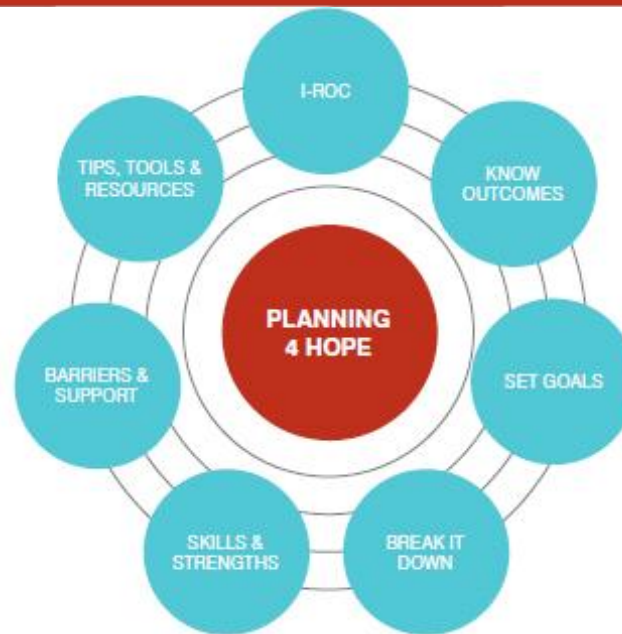 I-ROC
KNOW
OUTCOMES
SET GOALS
BREAK IT
DOWN
SKILLS &
STRENGTHS
BARRIERS &
SUPPORT
TIPS, TOOLS &
RESOURCES
PLANNING
4 HOPE